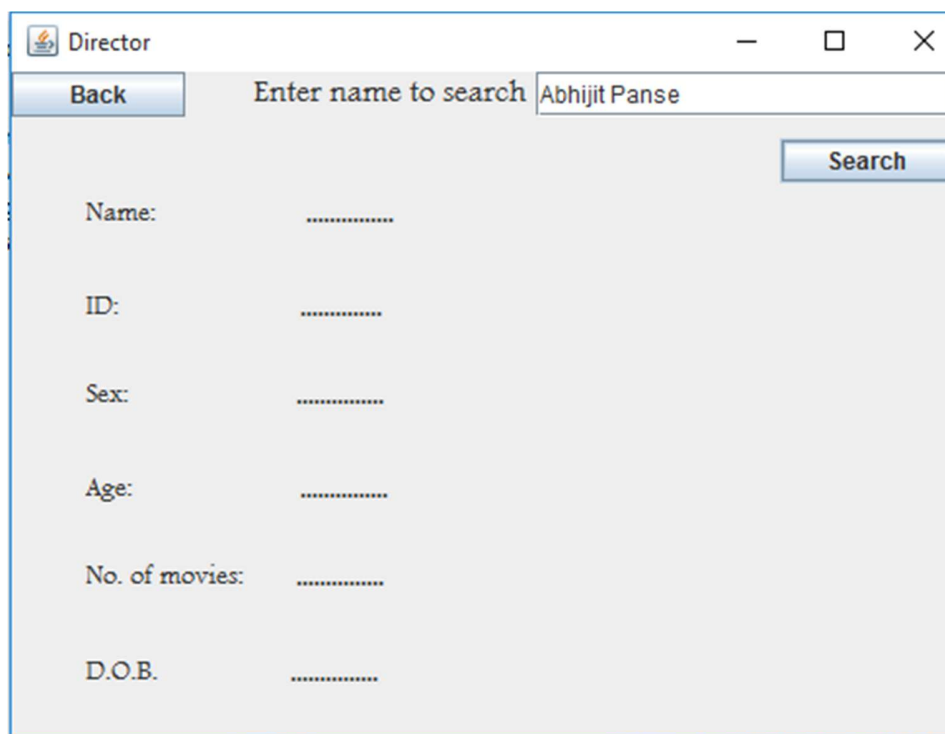 Director
Back Enter name to search Abhijit Panse
Search
Name: ...............
ID: ..............
Sex: ...............
Age: ...............
No. of movies: ...............
D.O.B. ...............